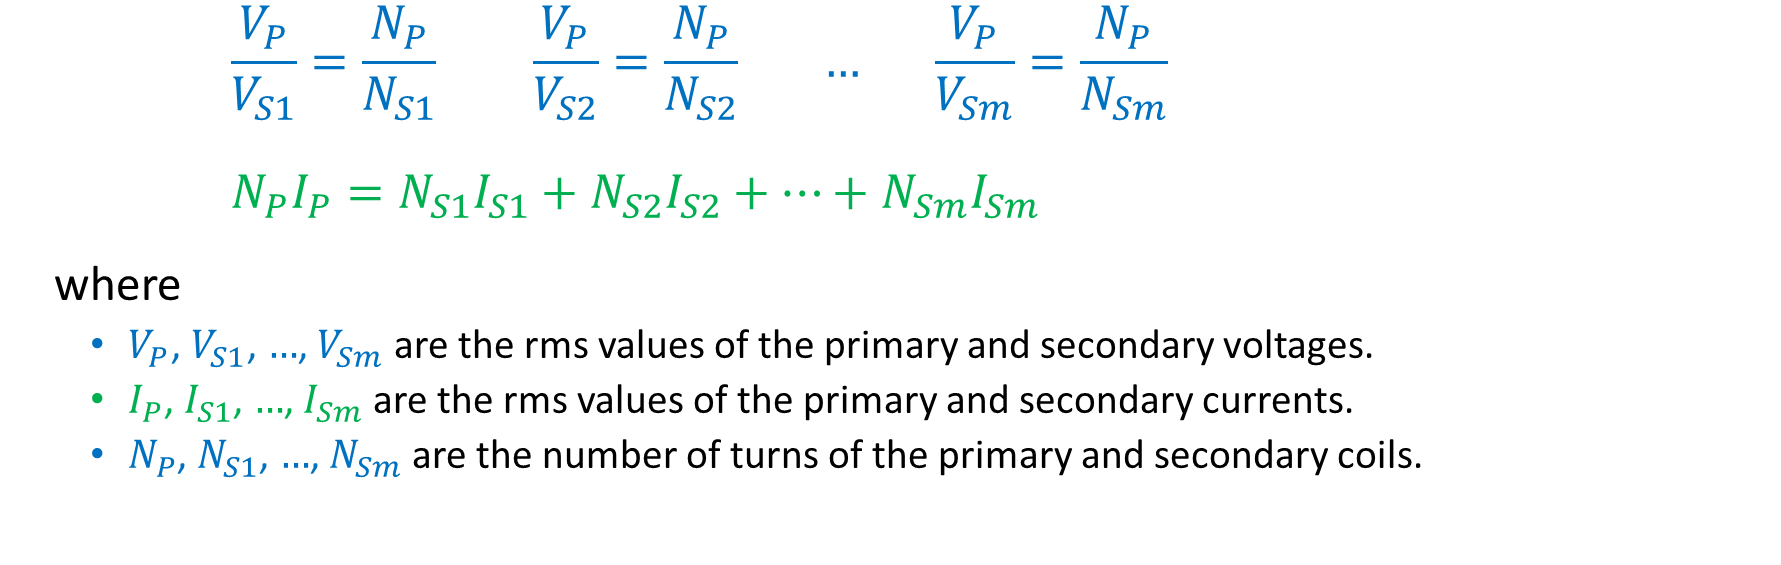 V_P/V_S1 = N_P/N_S1 V_P/V_S2 = N_P/N_S2 ... V_P/V_Sm = N_P/N_Sm
N_P I_P = N_S1 I_S1 + N_S2 I_S2 + ⋯ + N_Sm I_Sm
where
• V_P, V_S1, ..., V_Sm are the rms values of the primary and secondary voltages.
• I_P, I_S1, ..., I_Sm are the rms values of the primary and secondary currents.
• N_P, N_S1, ..., N_Sm are the number of turns of the primary and secondary coils.